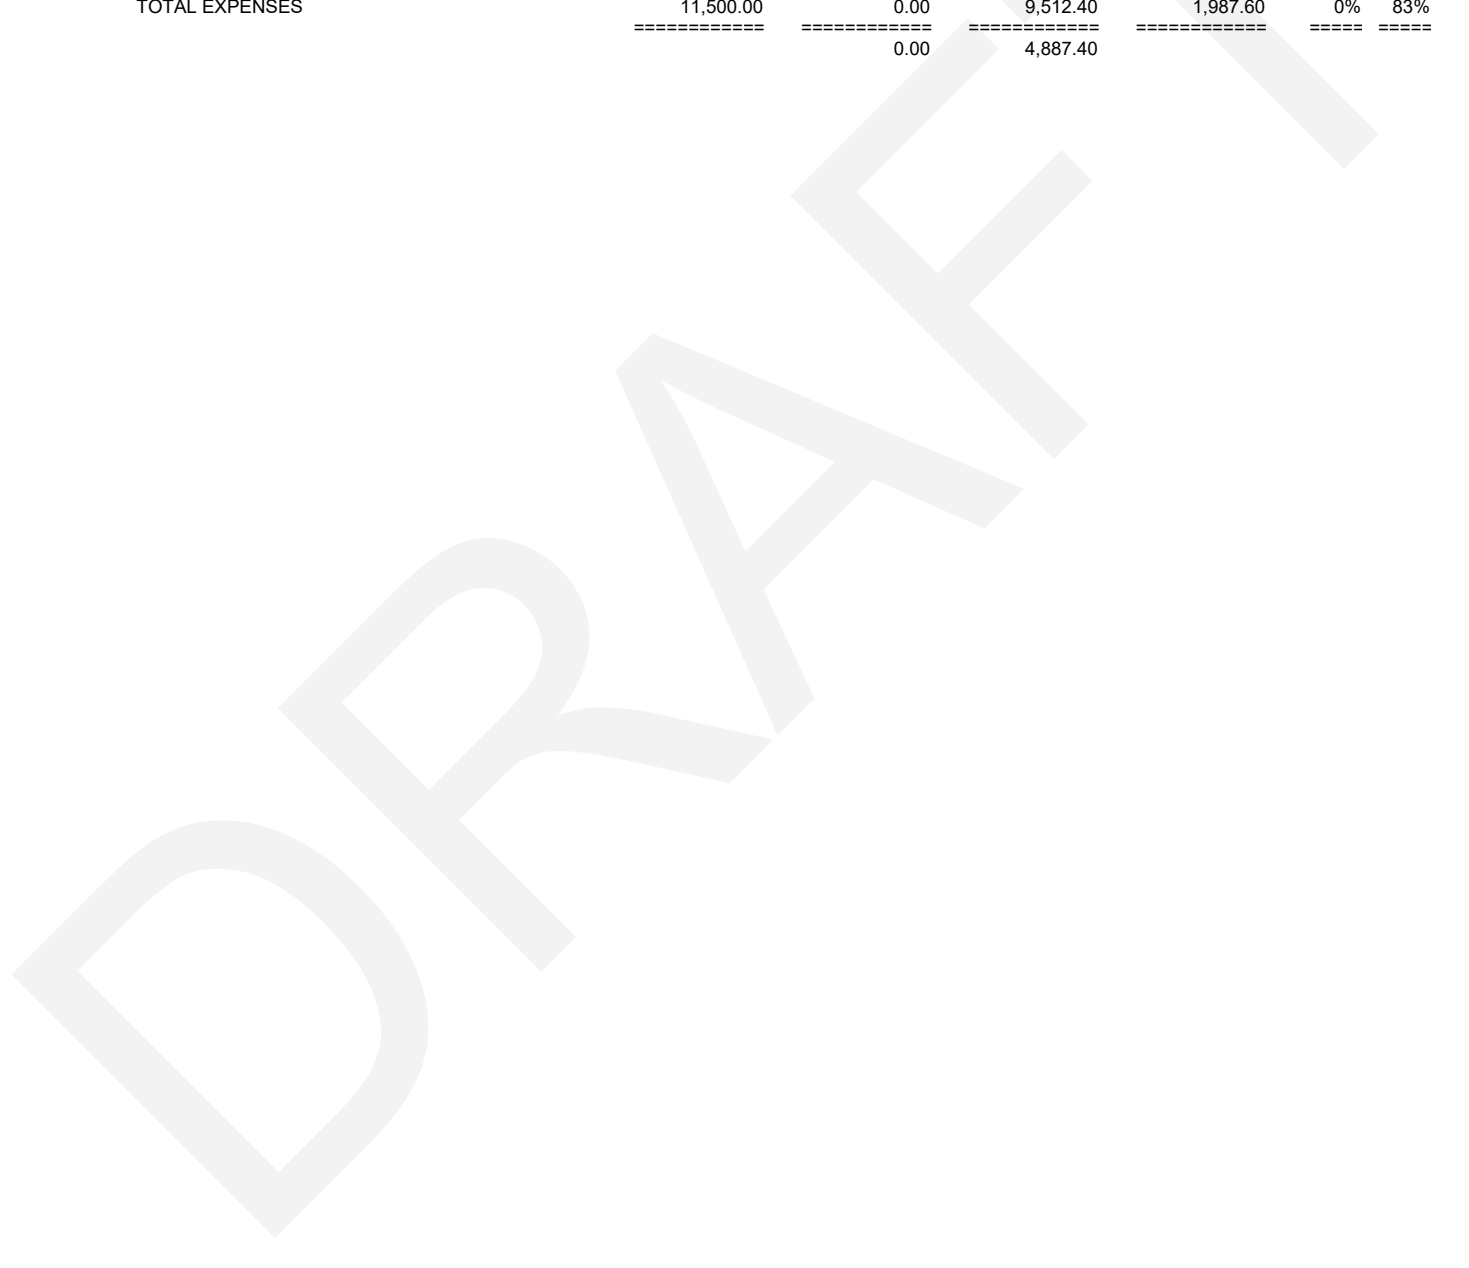 TOTAL EXPENSES 11,500.00 0.00 9,512.40 1,987.60 0% 83%
============ ============ ============ ============ ===== =====
0.00 4,887.40
DRAFT